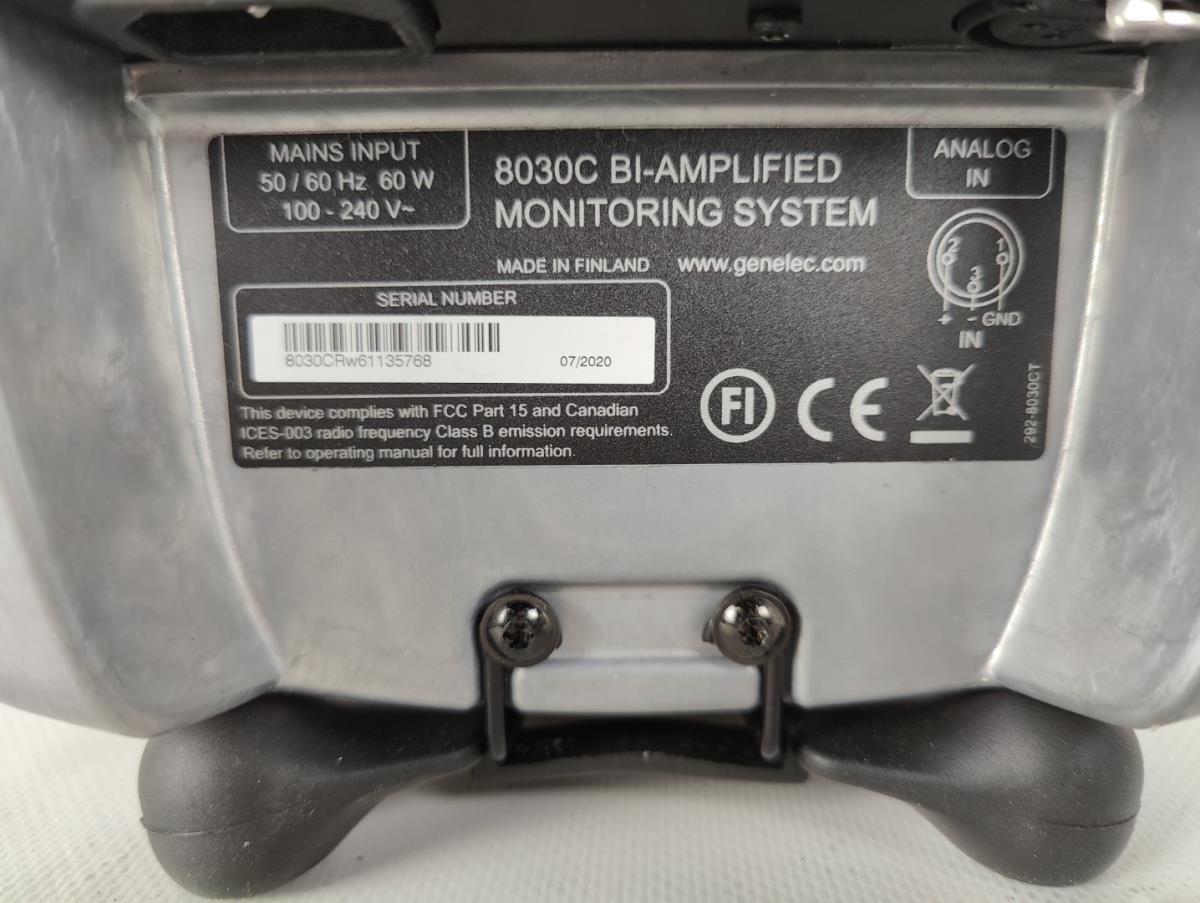 MAINS INPUT
50 / 60 Hz 60 W
100 - 240 V~
8030C BI-AMPLIFIED
MONITORING SYSTEM
MADE IN FINLAND www.genelec.com
ANALOG
IN
2 1
3
+ - GND
IN
SERIAL NUMBER
8030CRw61135768 07/2020
This device complies with FCC Part 15 and Canadian
ICES-003 radio frequency Class B emission requirements.
Refer to operating manual for full information.
FI CE
292-8030CT